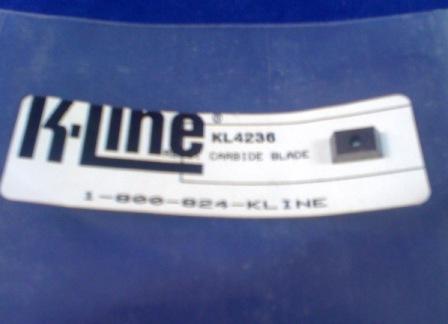 K-Line®
KL4236
CARBIDE BLADE
1-800-824-KLINE